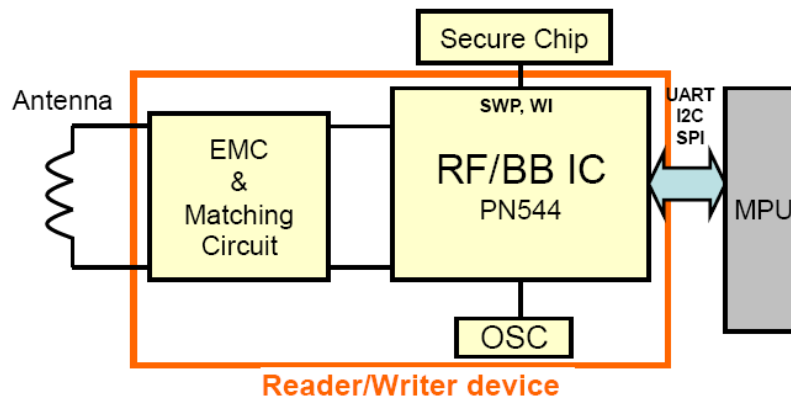 Secure Chip
Antenna
SWP, WI
UART
I2C
SPI
EMC
&
Matching
Circuit
RF/BB IC
PN544
MPU
OSC
Reader/Writer device